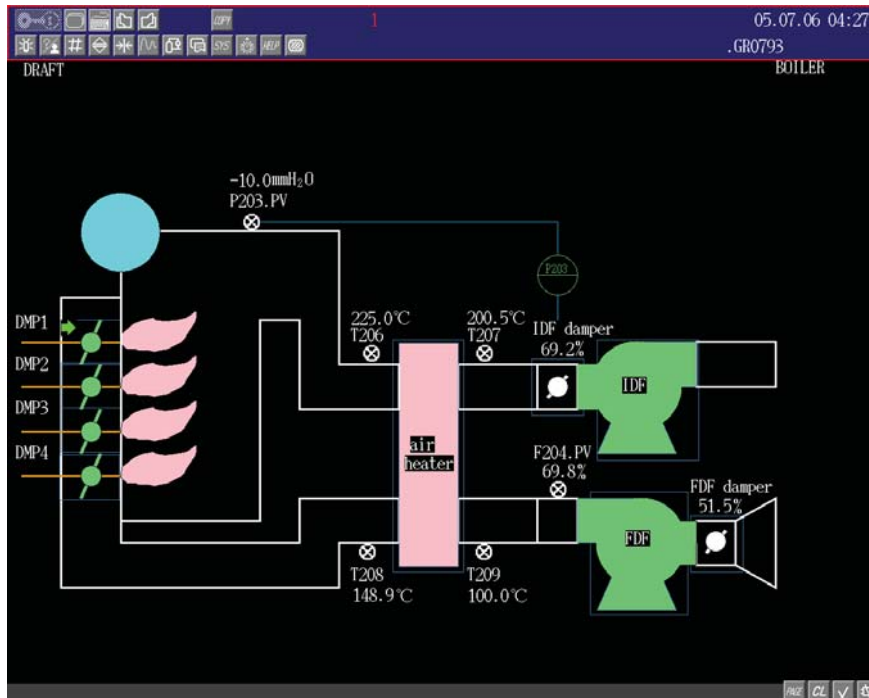 COPY
1
05.07.06 04:27
SYS
HELP
.GR0793
DRAFT
BOILER
-10.0mmH₂O
P203.PV
P203
DMP1
DMP2
DMP3
DMP4
225.0℃
T206
200.5℃
T207
IDF damper
69.2%
IDF
air
heater
F204.PV
69.8%
FDF damper
51.5%
FDF
T208
148.9℃
T209
100.0℃
PAGE
CL